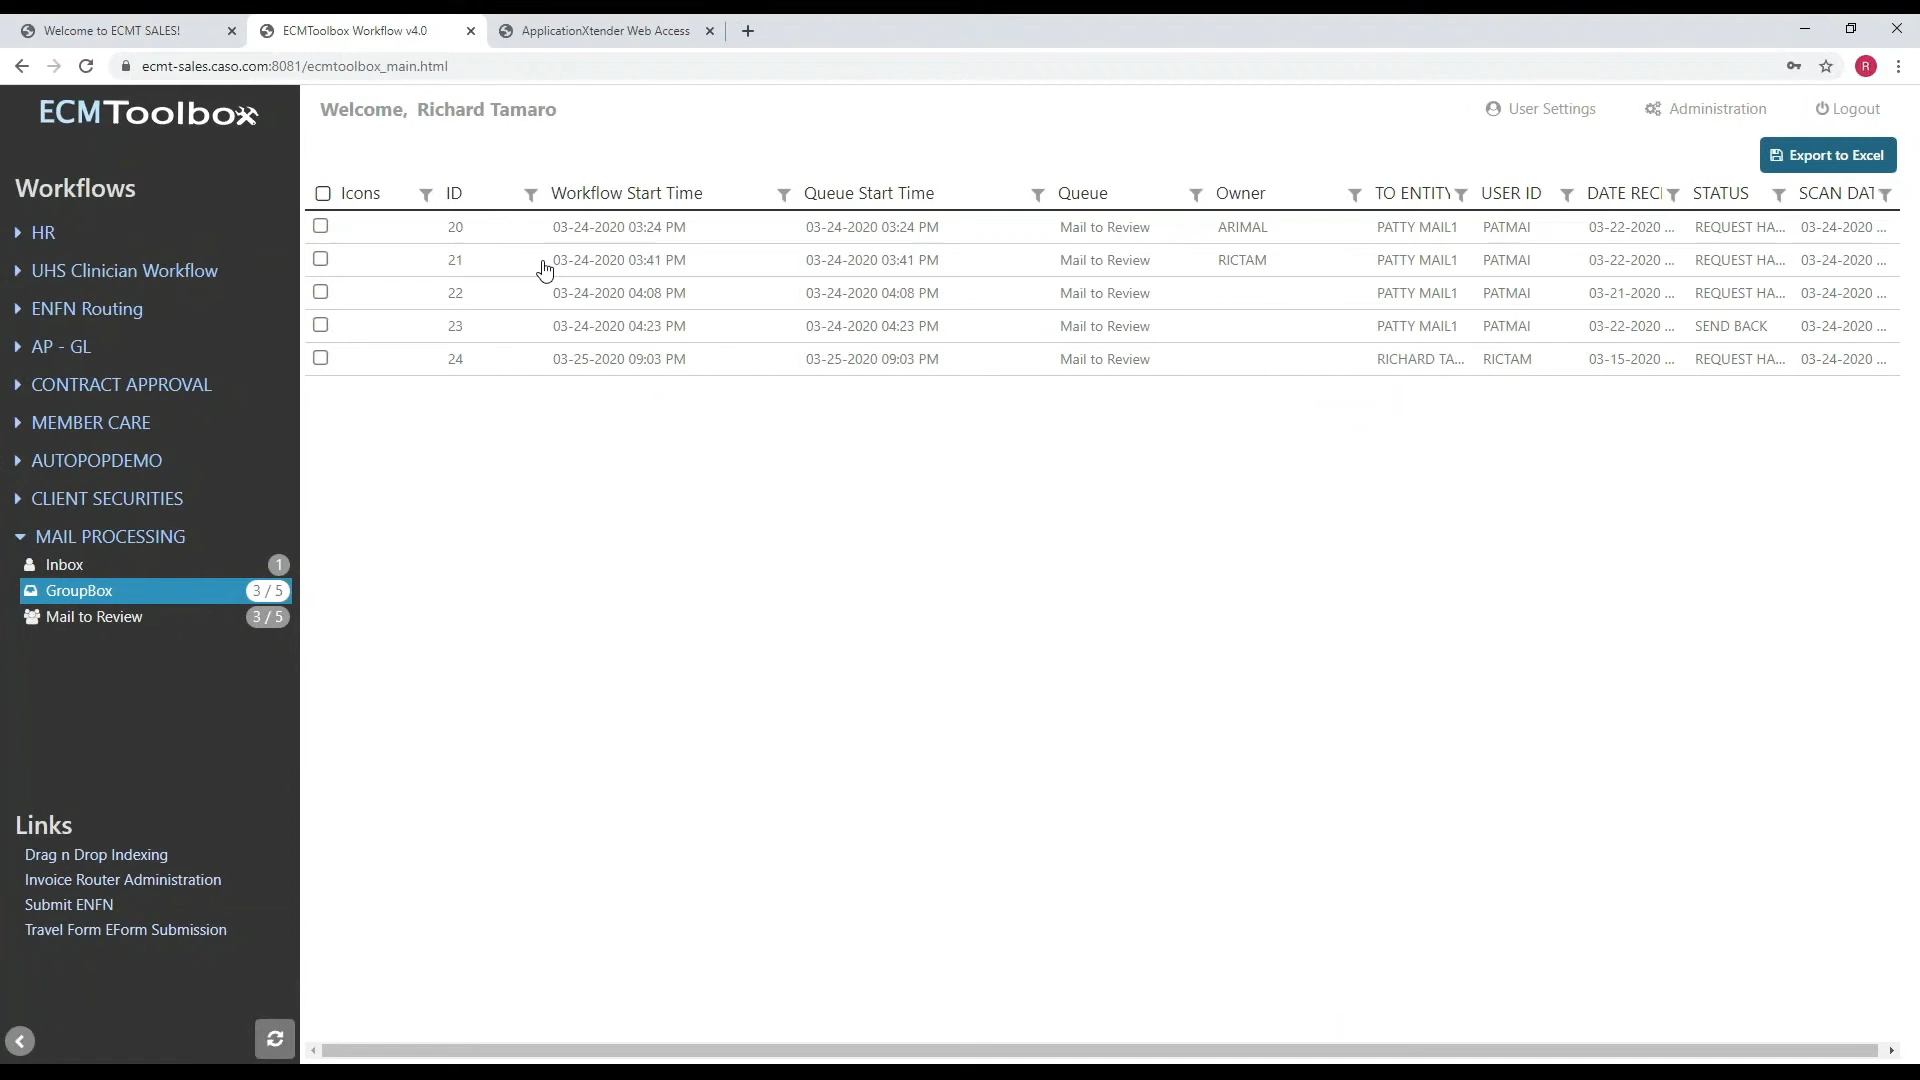 Welcome to ECMT SALES!
ECMToolbox Workflow v4.0
ApplicationXtender Web Access
ecmt-sales.caso.com:8081/ecmtoolbox_main.html
R
ECMToolbox
Welcome, Richard Tamaro
User Settings
Administration
Logout
Export to Excel
Workflows
HR
UHS Clinician Workflow
ENFN Routing
AP - GL
CONTRACT APPROVAL
MEMBER CARE
AUTOPOPDEMO
CLIENT SECURITIES
MAIL PROCESSING
Inbox 1
GroupBox 3 / 5
Mail to Review 3 / 5
Links
Drag n Drop Indexing
Invoice Router Administration
Submit ENFN
Travel Form EForm Submission
Icons ID Workflow Start Time Queue Start Time Queue Owner TO ENTITY USER ID DATE RECI STATUS SCAN DAT
20 03-24-2020 03:24 PM 03-24-2020 03:24 PM Mail to Review ARIMAL PATTY MAIL1 PATMAI 03-22-2020 ... REQUEST HA... 03-24-2020 ...
21 03-24-2020 03:41 PM 03-24-2020 03:41 PM Mail to Review RICTAM PATTY MAIL1 PATMAI 03-22-2020 ... REQUEST HA... 03-24-2020 ...
22 03-24-2020 04:08 PM 03-24-2020 04:08 PM Mail to Review PATTY MAIL1 PATMAI 03-21-2020 ... REQUEST HA... 03-24-2020 ...
23 03-24-2020 04:23 PM 03-24-2020 04:23 PM Mail to Review PATTY MAIL1 PATMAI 03-22-2020 ... SEND BACK 03-24-2020 ...
24 03-25-2020 09:03 PM 03-25-2020 09:03 PM Mail to Review RICHARD TA... RICTAM 03-15-2020 ... REQUEST HA... 03-24-2020 ...